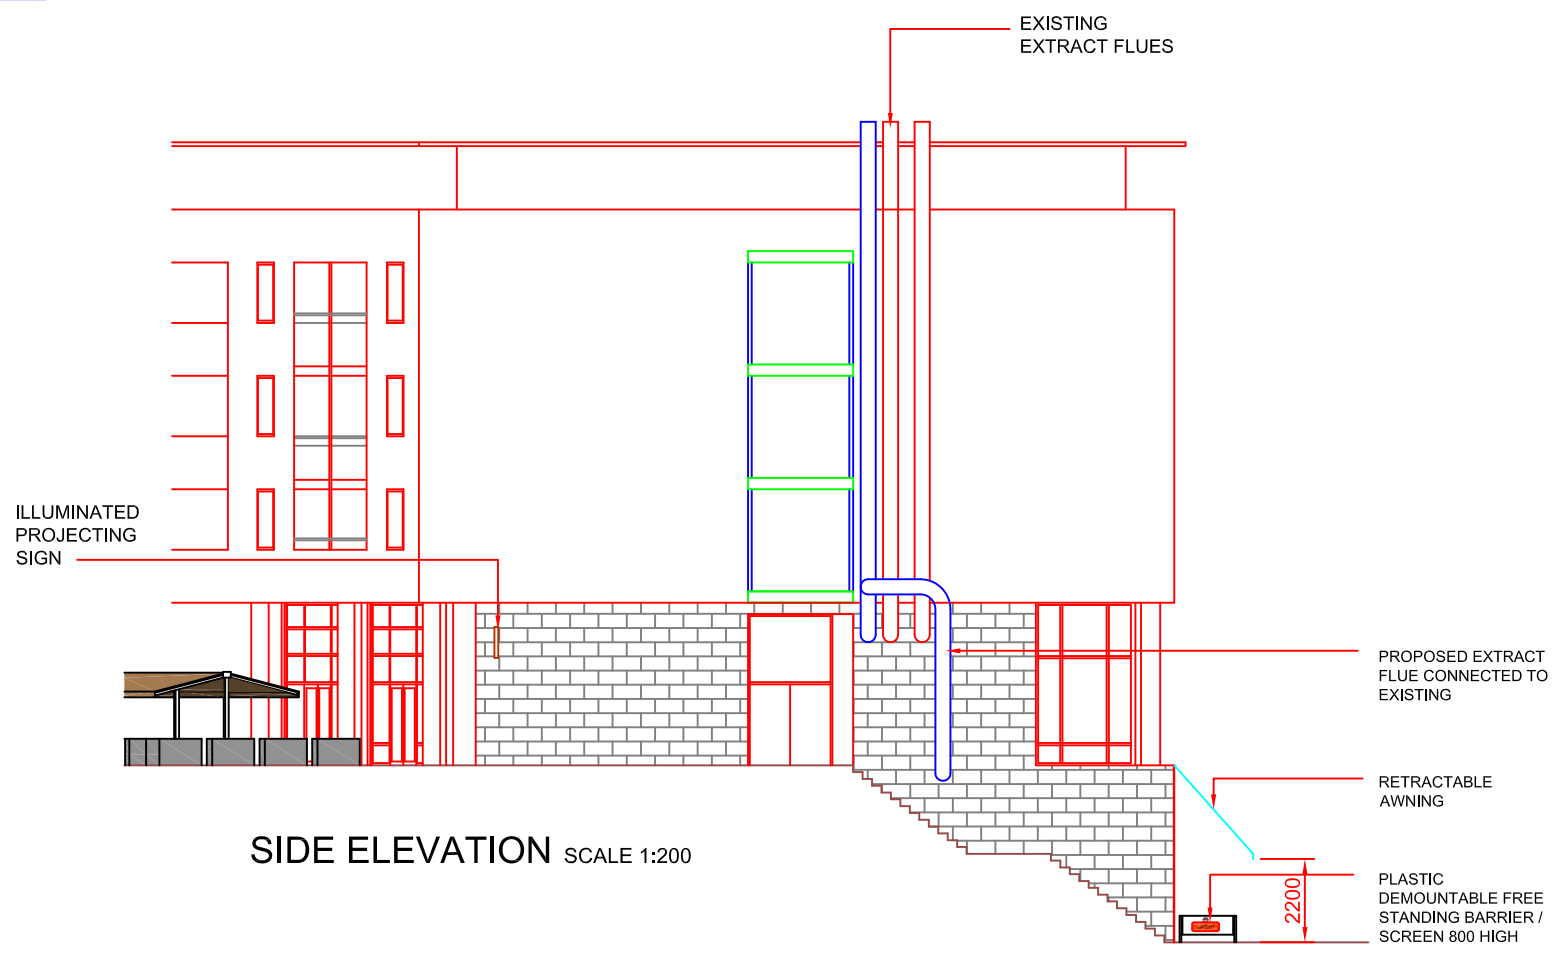 EXISTING
EXTRACT FLUES
ILLUMINATED
PROJECTING
SIGN
PROPOSED EXTRACT
FLUE CONNECTED TO
EXISTING
RETRACTABLE
AWNING
SIDE ELEVATION SCALE 1:200
2200
PLASTIC
DEMOUNTABLE FREE
STANDING BARRIER /
SCREEN 800 HIGH